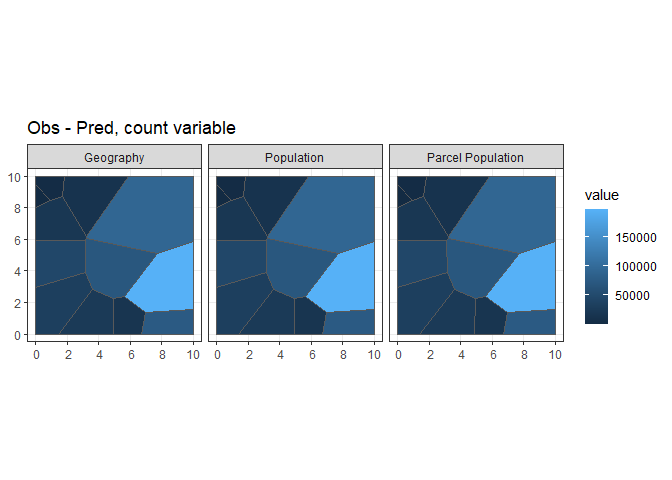 Obs - Pred, count variable
Geography Population Parcel Population
10
8
6
4
2
0
value
150000
100000
50000
0 2 4 6 8 10 0 2 4 6 8 10 0 2 4 6 8 10